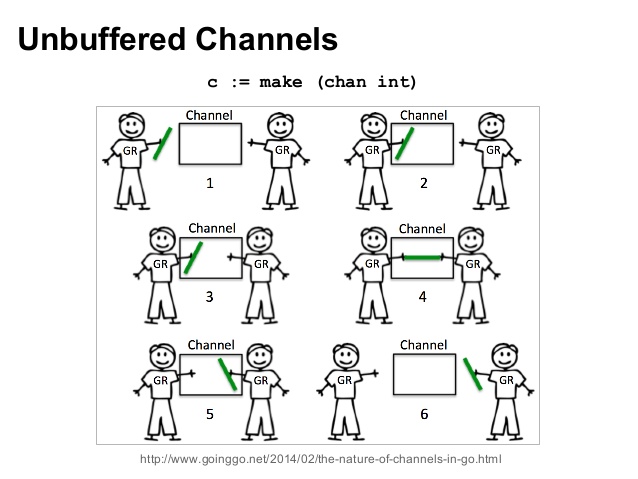 Unbuffered Channels
c := make (chan int)
Channel Channel
GR GR GR GR
1 2
Channel Channel
GR GR GR GR
3 4
Channel Channel
GR GR GR GR
5 6
http://www.goinggo.net/2014/02/the-nature-of-channels-in-go.html